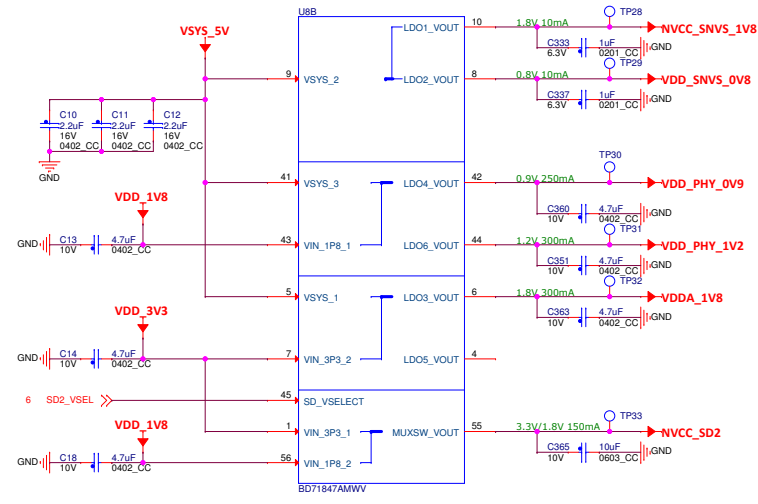 U8B
TP28
VSYS_5V
LDO1_VOUT
10
1.8V 10mA
NVCC_SNVS_1V8
C333
1uF
6.3V
0201_CC
GND
TP29
9
VSYS_2
LDO2_VOUT
8
0.8V 10mA
VDD_SNVS_0V8
C337
1uF
6.3V
0201_CC
GND
C10
2.2uF
16V
0402_CC
C11
2.2uF
16V
0402_CC
C12
2.2uF
16V
0402_CC
GND
TP30
41
VSYS_3
LDO4_VOUT
42
0.9V 250mA
VDD_PHY_0V9
VDD_1V8
C360
4.7uF
10V
0402_CC
GND
TP31
GND
C13
4.7uF
10V
0402_CC
43
VIN_1P8_1
LDO6_VOUT
44
1.2V 300mA
VDD_PHY_1V2
C351
4.7uF
10V
0402_CC
GND
TP32
5
VSYS_1
LDO3_VOUT
6
1.8V 300mA
VDDA_1V8
VDD_3V3
C363
4.7uF
10V
0402_CC
GND
GND
C14
4.7uF
10V
0402_CC
7
VIN_3P3_2
LDO5_VOUT
4
6
SD2_VSEL
45
SD_VSELECT
TP33
VDD_1V8
1
VIN_3P3_1
MUXSW_VOUT
55
3.3V/1.8V 150mA
NVCC_SD2
C365
10uF
10V
0603_CC
GND
GND
C18
4.7uF
10V
0402_CC
56
VIN_1P8_2
BD71847AMWV